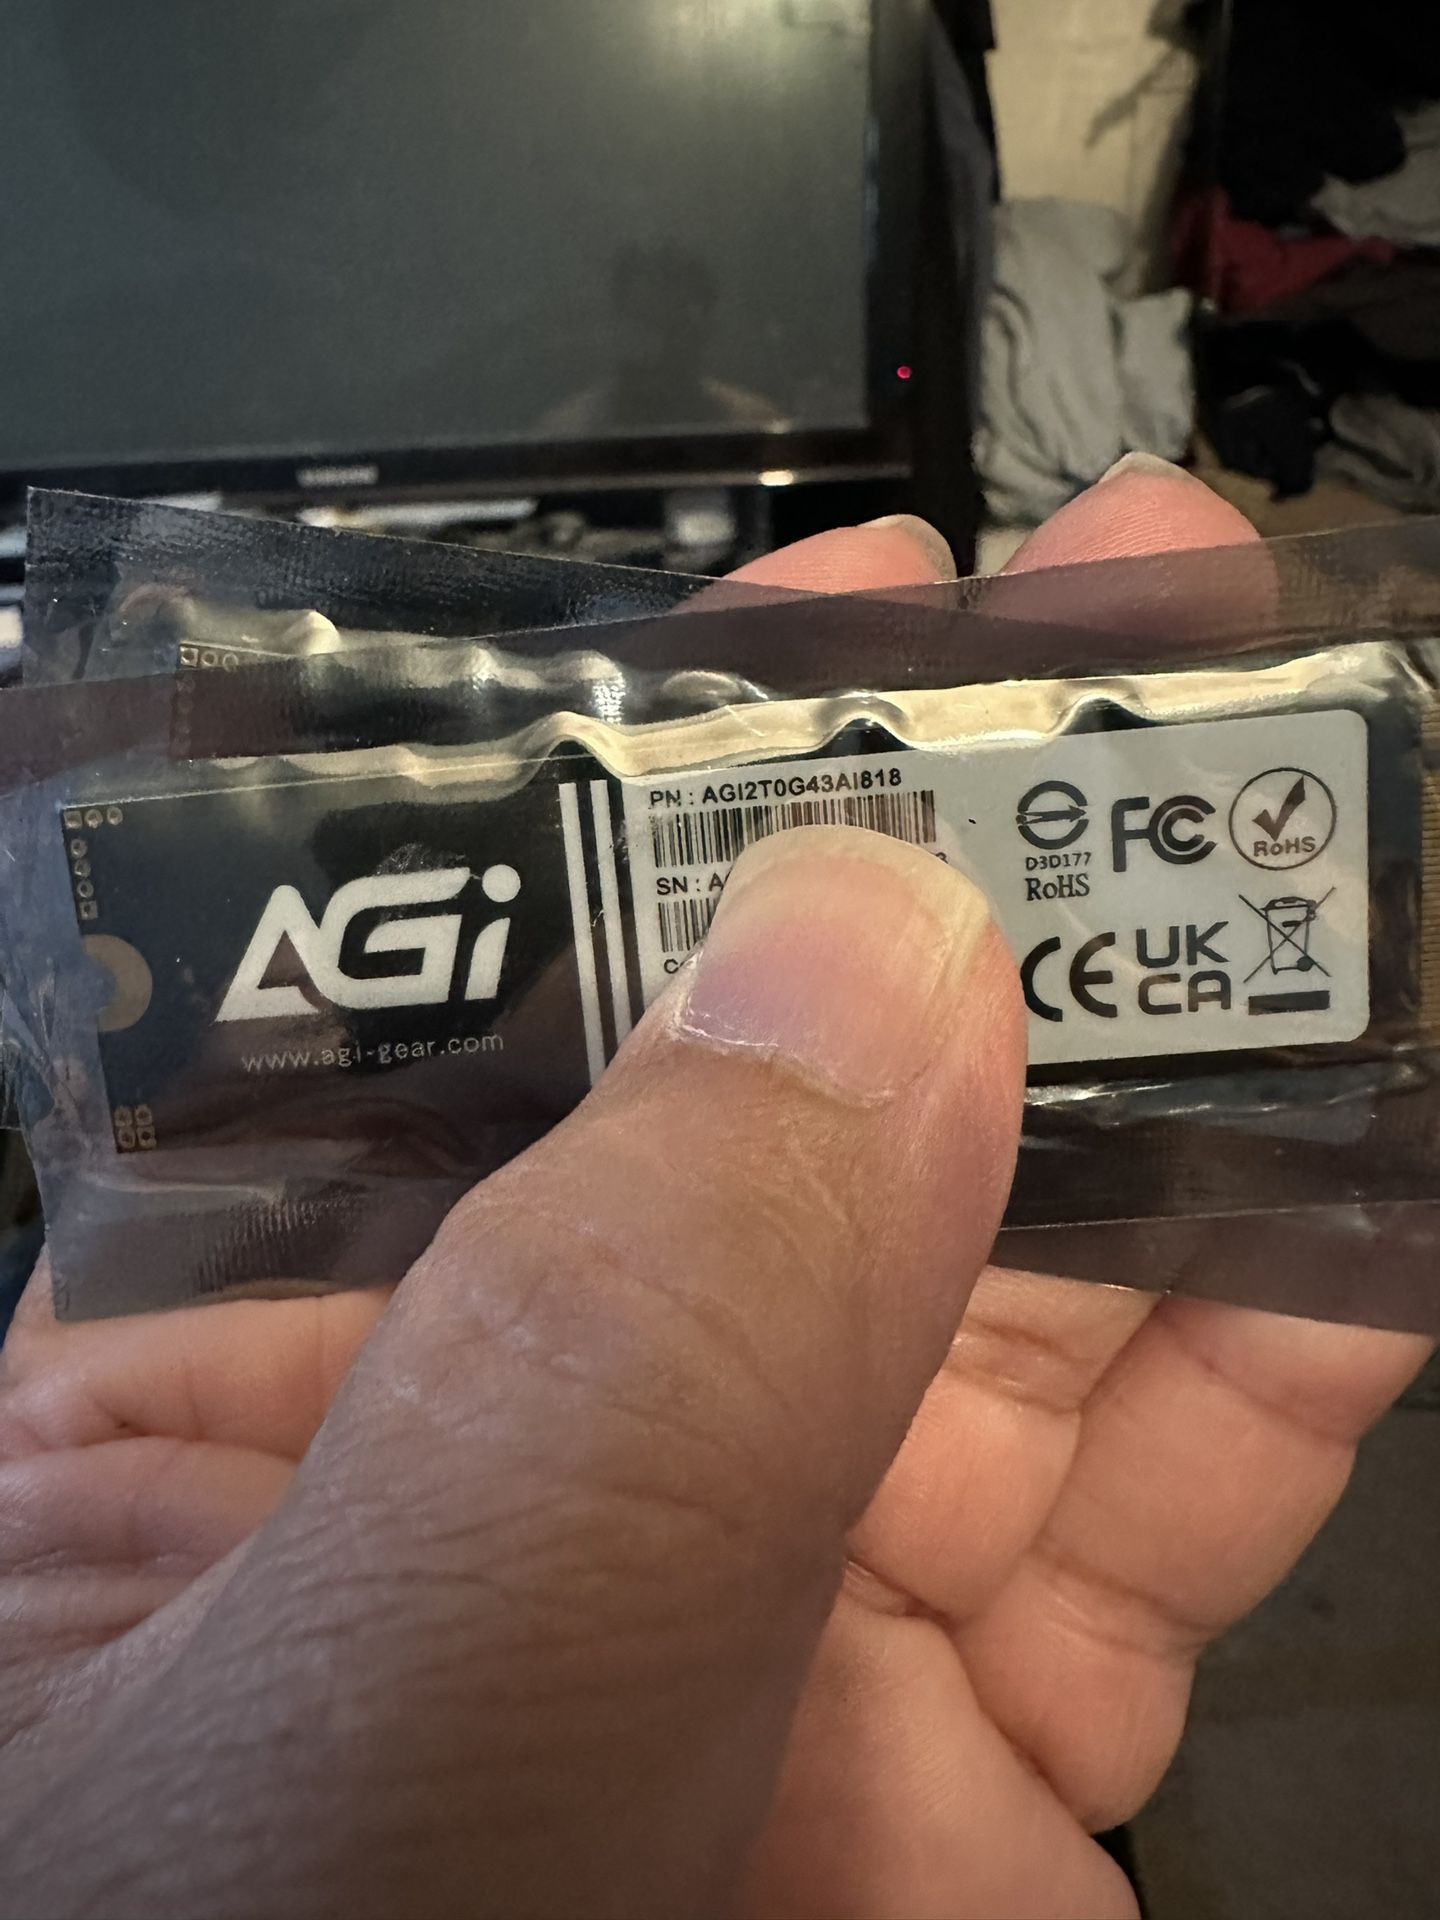 AGi
www.agi-gear.com
PN : AGI2T0G43AI818
SN : A
D3D177
RoHS
FC
RoHS
CE
UK
CA